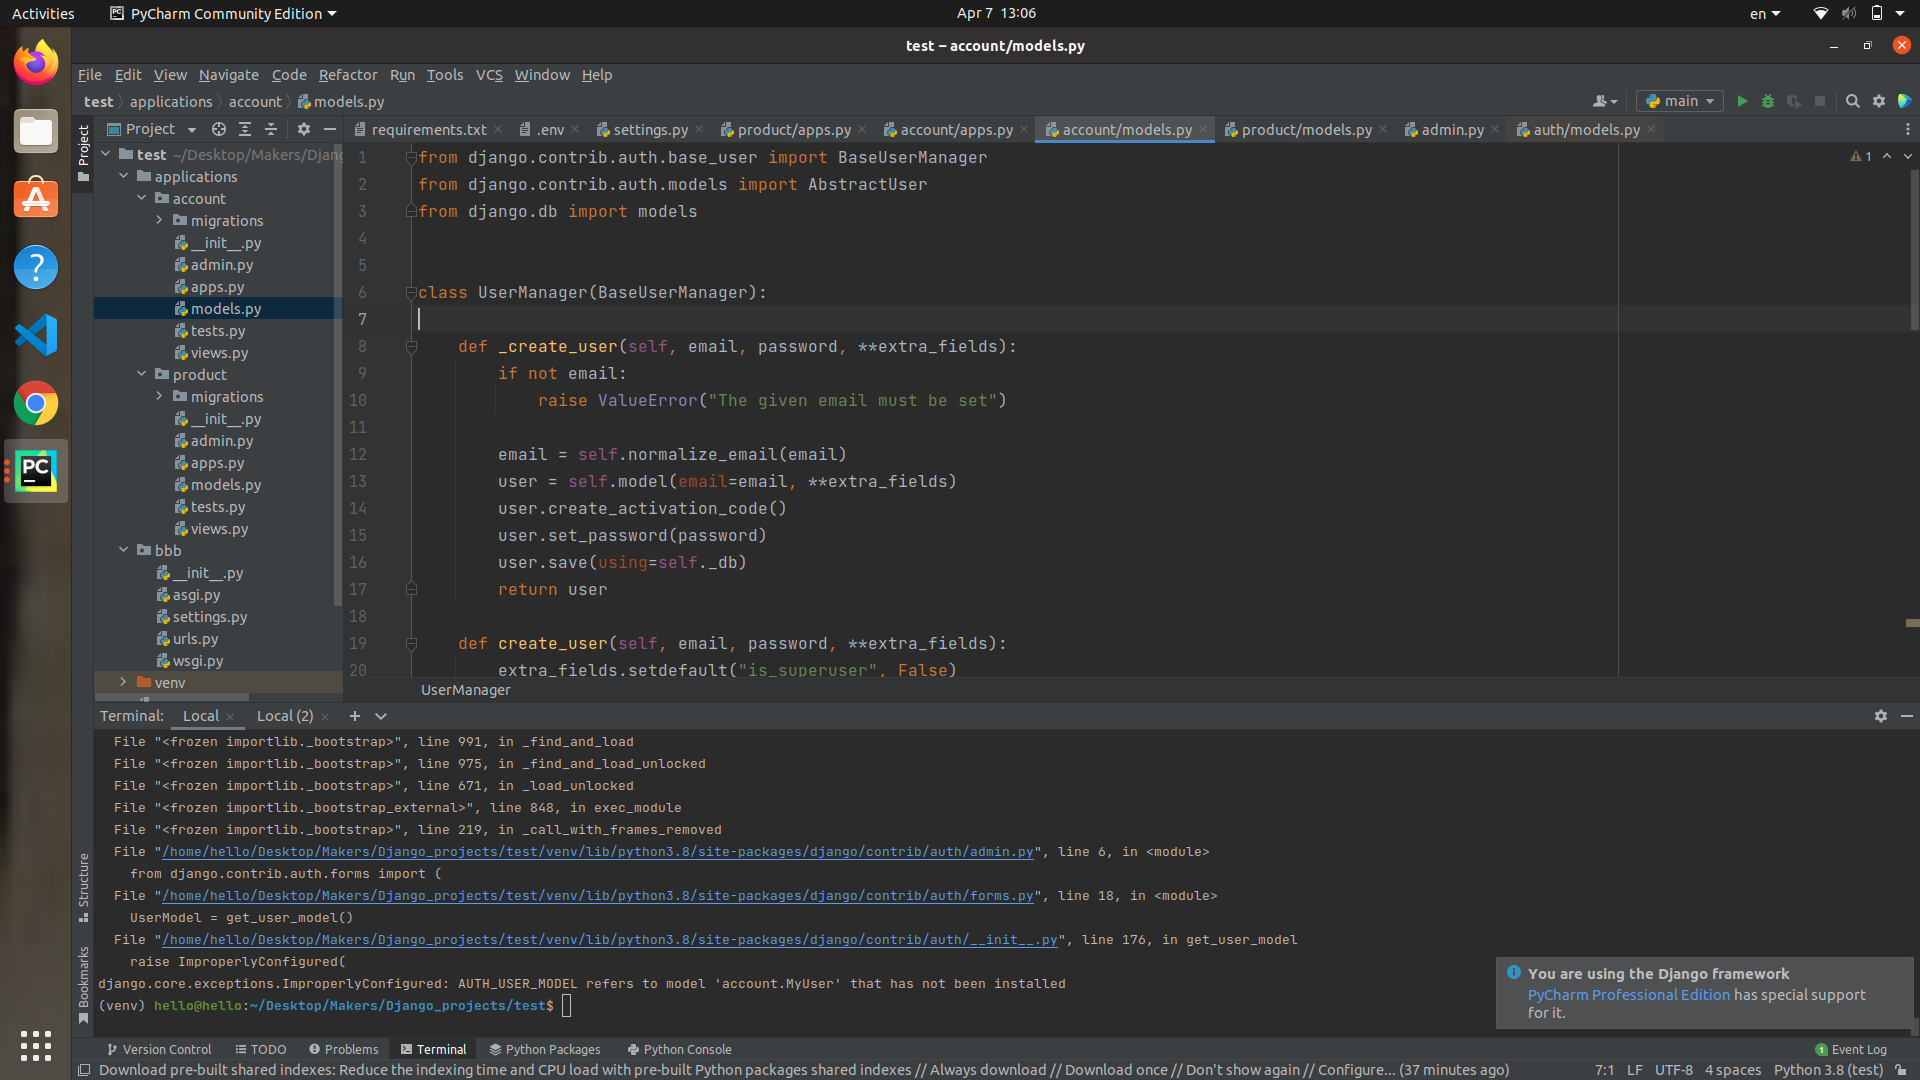 Activities PyCharm Community Edition Apr 7 13:06 en
test – account/models.py
File Edit View Navigate Code Refactor Run Tools VCS Window Help
test applications account models.py main
Project requirements.txt .env settings.py product/apps.py account/apps.py account/models.py product/models.py admin.py auth/models.py
Project
test ~/Desktop/Makers/Djang
applications
account
migrations
__init__.py
admin.py
apps.py
models.py
tests.py
views.py
product
migrations
__init__.py
admin.py
apps.py
models.py
tests.py
views.py
bbb
__init__.py
asgi.py
settings.py
urls.py
wsgi.py
venv
1 from django.contrib.auth.base_user import BaseUserManager
2 from django.contrib.auth.models import AbstractUser
3 from django.db import models
4
5
6 class UserManager(BaseUserManager):
7
8 def _create_user(self, email, password, **extra_fields):
9 if not email:
10 raise ValueError("The given email must be set")
11
12 email = self.normalize_email(email)
13 user = self.model(email=email, **extra_fields)
14 user.create_activation_code()
15 user.set_password(password)
16 user.save(using=self._db)
17 return user
18
19 def create_user(self, email, password, **extra_fields):
20 extra_fields.setdefault("is_superuser", False)
1
UserManager
Terminal: Local Local (2)
File "<frozen importlib._bootstrap>", line 991, in _find_and_load
File "<frozen importlib._bootstrap>", line 975, in _find_and_load_unlocked
File "<frozen importlib._bootstrap>", line 671, in _load_unlocked
File "<frozen importlib._bootstrap_external>", line 848, in exec_module
File "<frozen importlib._bootstrap>", line 219, in _call_with_frames_removed
File "/home/hello/Desktop/Makers/Django_projects/test/venv/lib/python3.8/site-packages/django/contrib/auth/admin.py", line 6, in <module>
from django.contrib.auth.forms import (
File "/home/hello/Desktop/Makers/Django_projects/test/venv/lib/python3.8/site-packages/django/contrib/auth/forms.py", line 18, in <module>
UserModel = get_user_model()
File "/home/hello/Desktop/Makers/Django_projects/test/venv/lib/python3.8/site-packages/django/contrib/auth/__init__.py", line 176, in get_user_model
raise ImproperlyConfigured(
django.core.exceptions.ImproperlyConfigured: AUTH_USER_MODEL refers to model 'account.MyUser' that has not been installed
(venv) hello@hello:~/Desktop/Makers/Django_projects/test$
Structure
Bookmarks
You are using the Django framework
PyCharm Professional Edition has special support
for it.
Version Control TODO Problems Terminal Python Packages Python Console 1 Event Log
Download pre-built shared indexes: Reduce the indexing time and CPU load with pre-built Python packages shared indexes // Always download // Download once // Don't show again // Configure... (37 minutes ago) 7:1 LF UTF-8 4 spaces Python 3.8 (test)